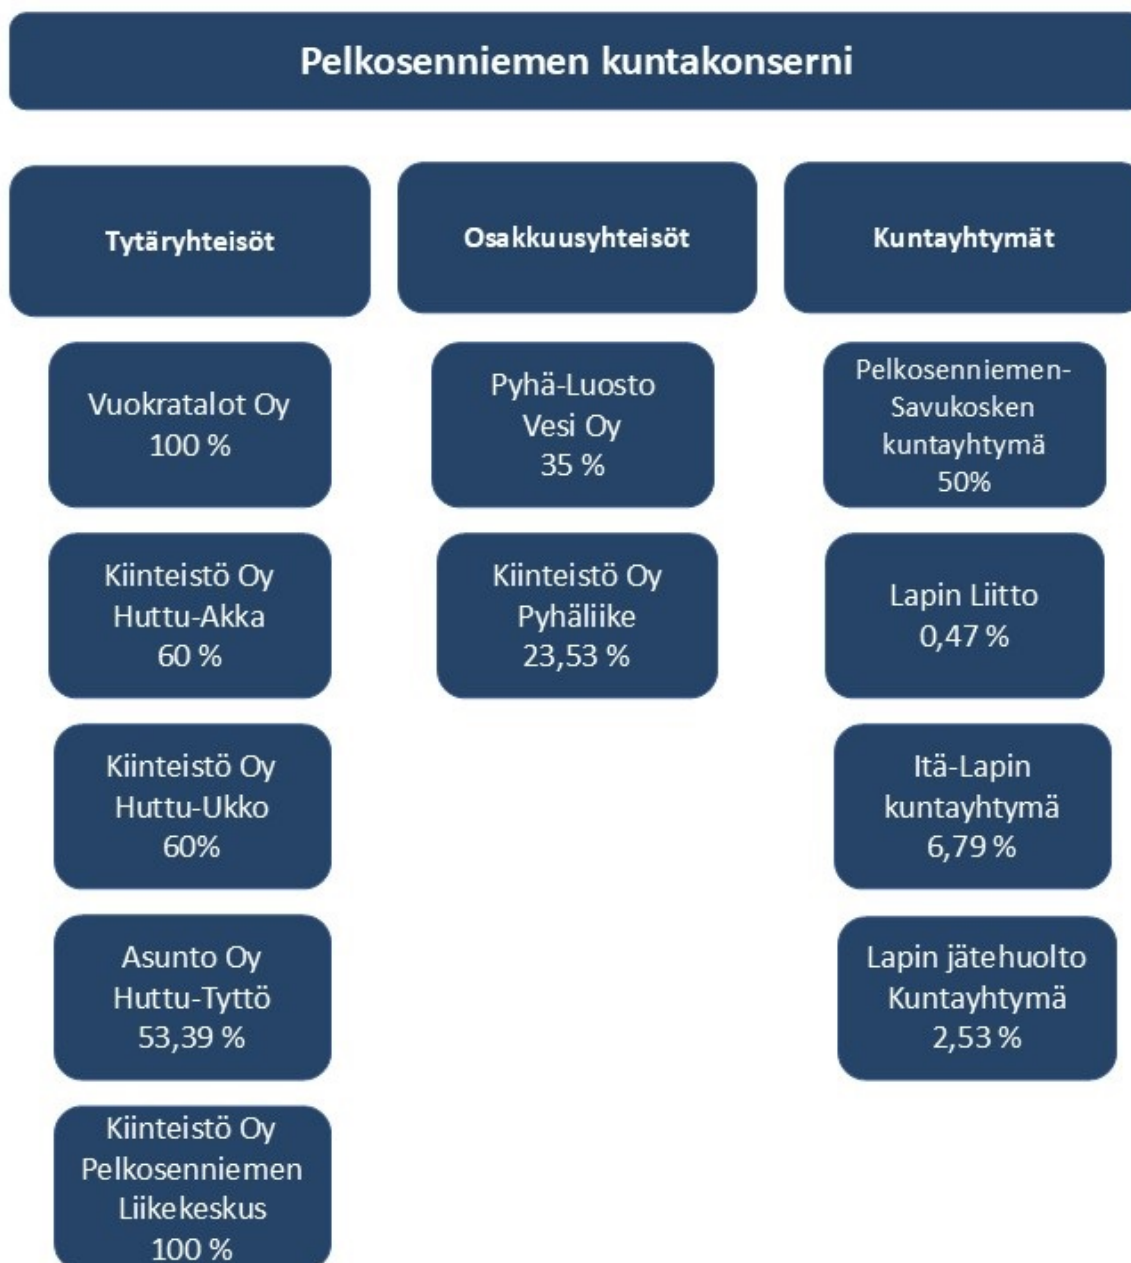 Pelkosenniemen kuntakonserni
Tytäryhteisöt
Vuokratalot Oy
100 %
Kiinteistö Oy
Huttu-Akka
60 %
Kiinteistö Oy
Huttu-Ukko
60%
Asunto Oy
Huttu-Tyttö
53,39 %
Kiinteistö Oy
Pelkosenniemen
Liikekeskus
100 %
Osakkuusyhteisöt
Pyhä-Luosto
Vesi Oy
35 %
Kiinteistö Oy
Pyhäliike
23,53 %
Kuntayhtymät
Pelkosenniemen-
Savukosken
kuntayhtymä
50%
Lapin Liitto
0,47 %
Itä-Lapin
kuntayhtymä
6,79 %
Lapin jätehuolto
Kuntayhtymä
2,53 %